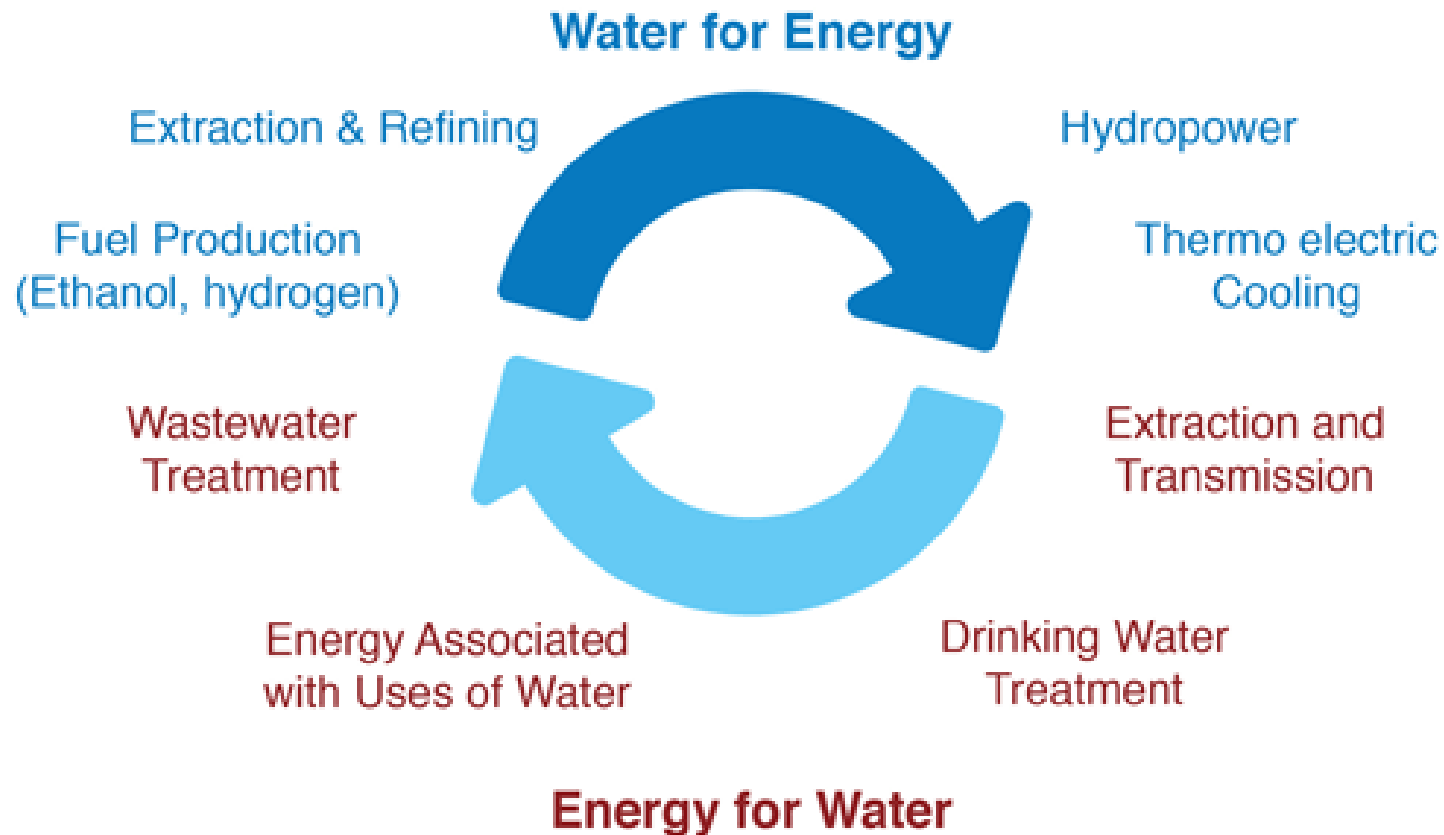 Water for Energy
Extraction & Refining
Hydropower
Fuel Production
(Ethanol, hydrogen)
Thermo electric
Cooling
Wastewater
Treatment
Extraction and
Transmission
Energy Associated
with Uses of Water
Drinking Water
Treatment
Energy for Water